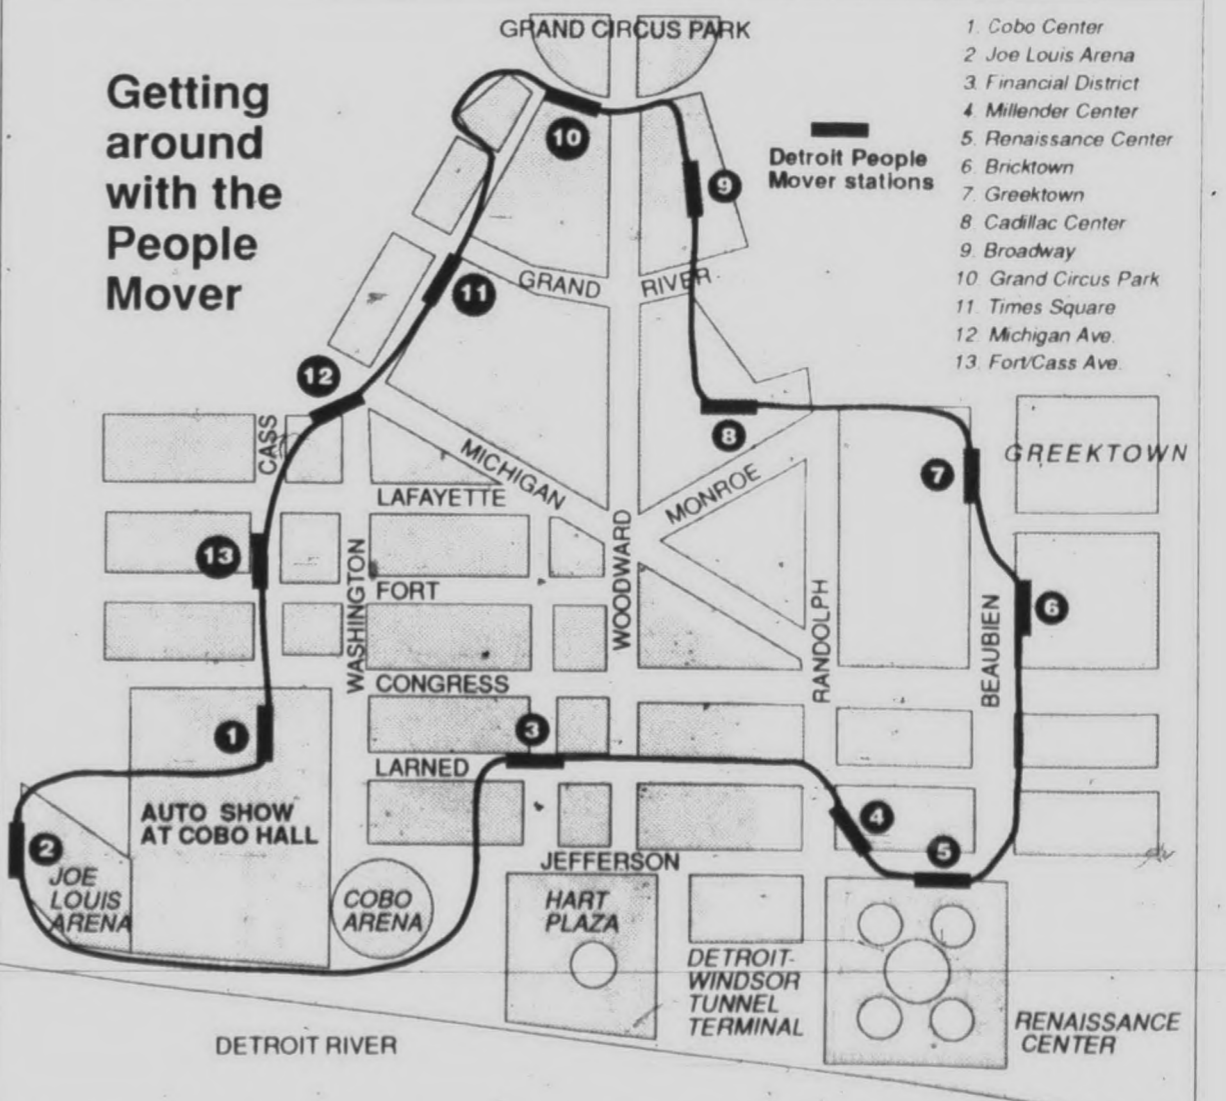 GRAND CIRCUS PARK
Getting
around
with the
People
Mover
1. Cobo Center
2 Joe Louis Arena
3. Financial District
4. Millender Center
5. Renaissance Center
6. Bricktown
7. Greektown
8 Cadillac Center
9. Broadway
10 Grand Circus Park
11. Times Square
12. Michigan Ave.
13. Fort/Cass Ave.
Detroit People
Mover stations
10
9
11
GRAND RIVER
12
8
CASS
MICHIGAN
MONROE
7
GREEKTOWN
LAFAYETTE
13
WASHINGTON
WOODWARD
FORT
RANDOLPH
BEAUBIEN
6
CONGRESS
1
3
LARNED
AUTO SHOW
AT COBO HALL
4
2
5
JEFFERSON
JOE
LOUIS
ARENA
COBO
ARENA
HART
PLAZA
DETROIT-
WINDSOR
TUNNEL
TERMINAL
RENAISSANCE
CENTER
DETROIT RIVER